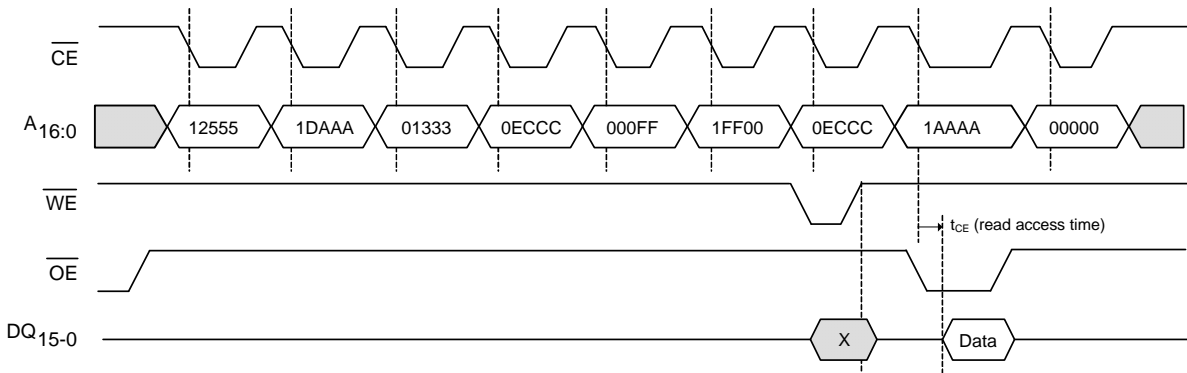 CE
A16:0 12555 1DAAA 01333 0ECCC 000FF 1FF00 0ECCC 1AAAA 00000
WE
tCE (read access time)
OE
DQ15-0 X Data